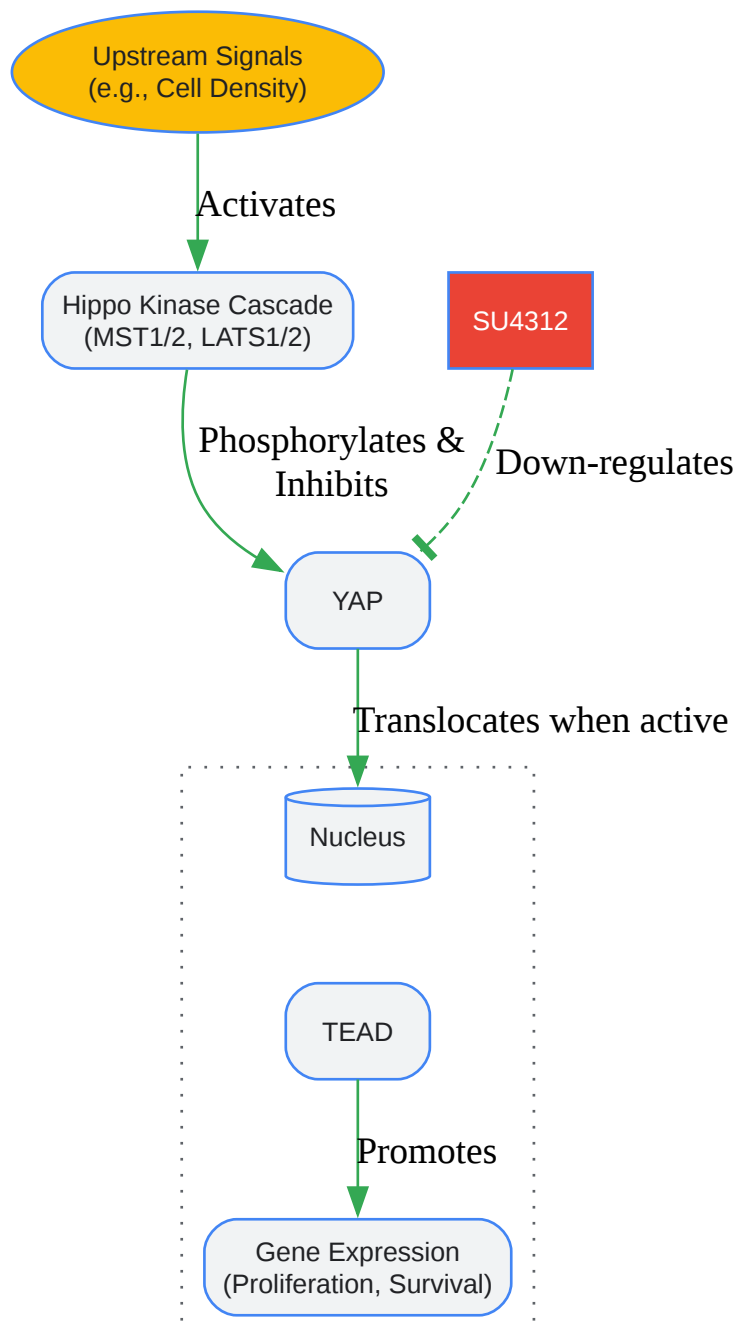 Upstream Signals
(e.g., Cell Density)
Activates
Hippo Kinase Cascade
(MST1/2, LATS1/2)
SU4312
Phosphorylates &
Inhibits
Down-regulates
YAP
Translocates when active
Nucleus
TEAD
Promotes
Gene Expression
(Proliferation, Survival)